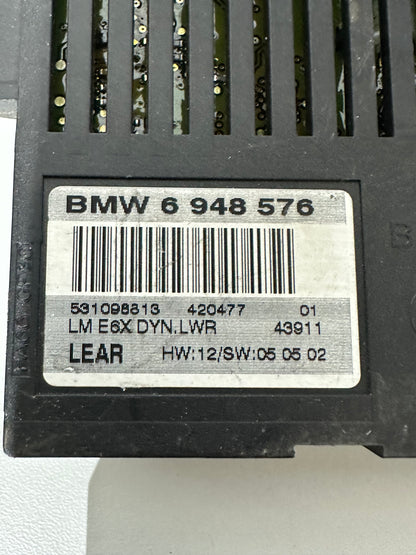 BMW 6 948 576
531098813 420477 01
LM E6X DYN.LWR 43911
LEAR HW:12/SW:05 05 02